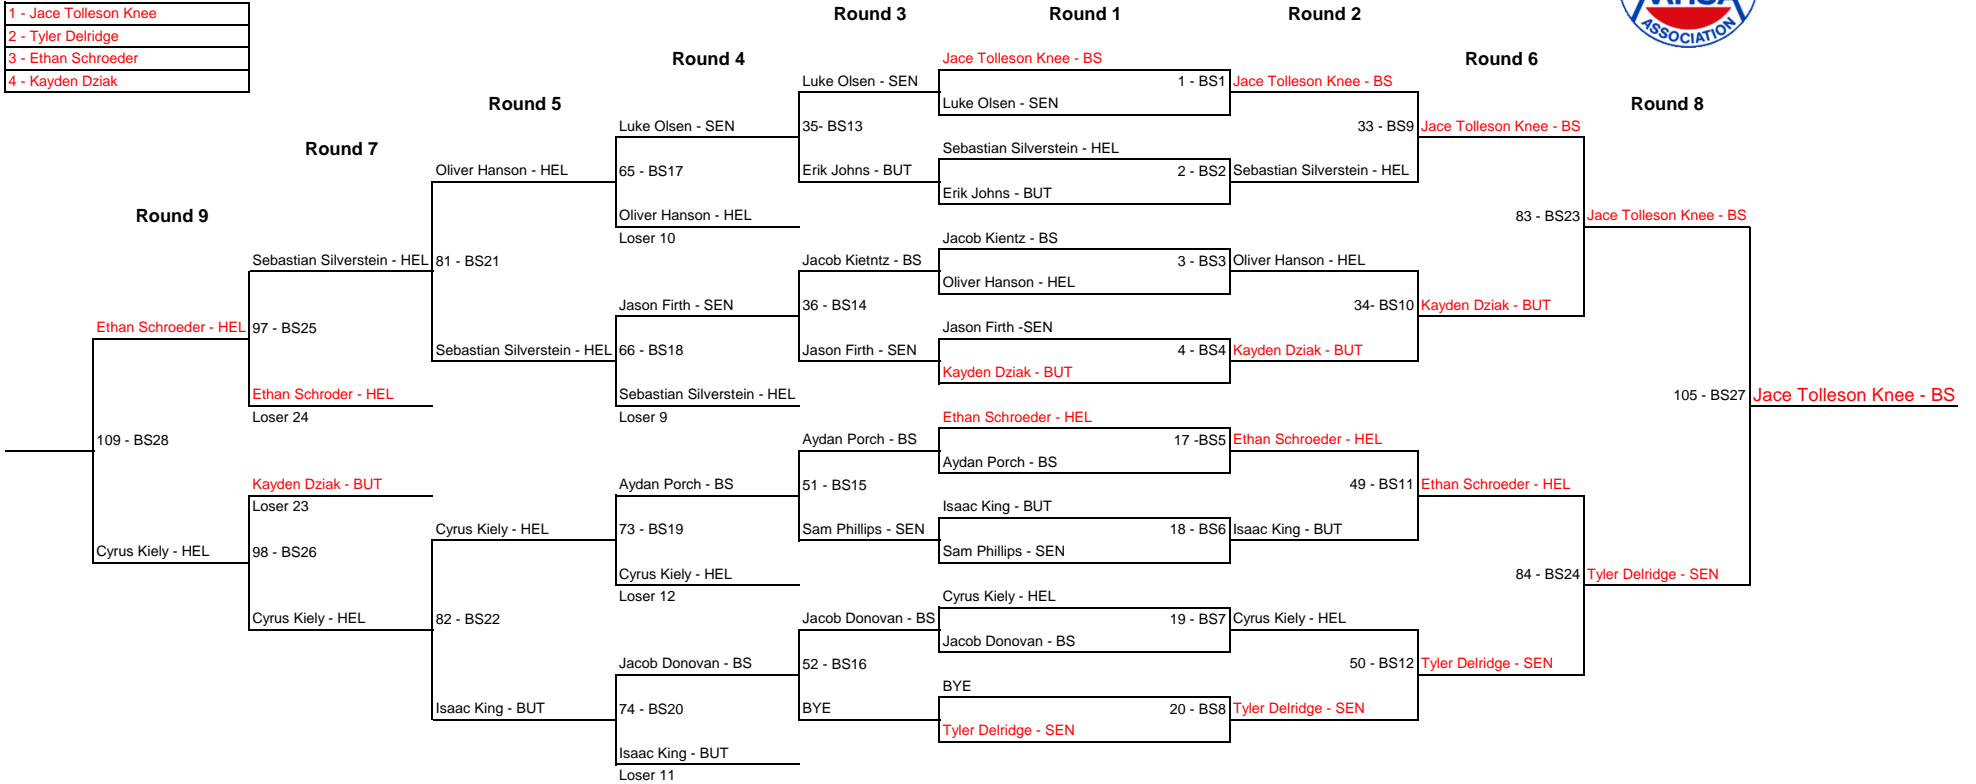 1 - Jace Tolleson Knee
2 - Tyler Delridge
3 - Ethan Schroeder
4 - Kayden Dziak
Round 3
Round 1
Round 2
ASSOCIATION
Round 4
Jace Tolleson Knee - BS
Round 6
Luke Olsen - SEN
1 - BS1
Jace Tolleson Knee - BS
Round 5
Luke Olsen - SEN
Round 8
Luke Olsen - SEN
35- BS13
33 - BS9
Jace Tolleson Knee - BS
Round 7
Sebastian Silverstein - HEL
Oliver Hanson - HEL
65 - BS17
Erik Johns - BUT
2 - BS2
Sebastian Silverstein - HEL
Erik Johns - BUT
Round 9
Oliver Hanson - HEL
83 - BS23
Jace Tolleson Knee - BS
Loser 10
Jacob Kientz - BS
Sebastian Silverstein - HEL
81 - BS21
Jacob Kietntz - BS
3 - BS3
Oliver Hanson - HEL
Oliver Hanson - HEL
Jason Firth - SEN
36 - BS14
34- BS10
Kayden Dziak - BUT
Ethan Schroeder - HEL
97 - BS25
Jason Firth -SEN
Sebastian Silverstein - HEL
66 - BS18
Jason Firth - SEN
4 - BS4
Kayden Dziak - BUT
Kayden Dziak - BUT
Ethan Schroder - HEL
Sebastian Silverstein - HEL
105 - BS27
Jace Tolleson Knee - BS
Loser 24
Loser 9
Ethan Schroeder - HEL
109 - BS28
Aydan Porch - BS
17 -BS5
Ethan Schroeder - HEL
Aydan Porch - BS
Kayden Dziak - BUT
Aydan Porch - BS
51 - BS15
49 - BS11
Ethan Schroeder - HEL
Loser 23
Isaac King - BUT
Cyrus Kiely - HEL
73 - BS19
Sam Phillips - SEN
18 - BS6
Isaac King - BUT
Cyrus Kiely - HEL
98 - BS26
Sam Phillips - SEN
Cyrus Kiely - HEL
84 - BS24
Tyler Delridge - SEN
Loser 12
Cyrus Kiely - HEL
Cyrus Kiely - HEL
82 - BS22
Jacob Donovan - BS
19 - BS7
Cyrus Kiely - HEL
Jacob Donovan - BS
Jacob Donovan - BS
52 - BS16
50 - BS12
Tyler Delridge - SEN
BYE
Isaac King - BUT
74 - BS20
BYE
20 - BS8
Tyler Delridge - SEN
Tyler Delridge - SEN
Isaac King - BUT
Loser 11